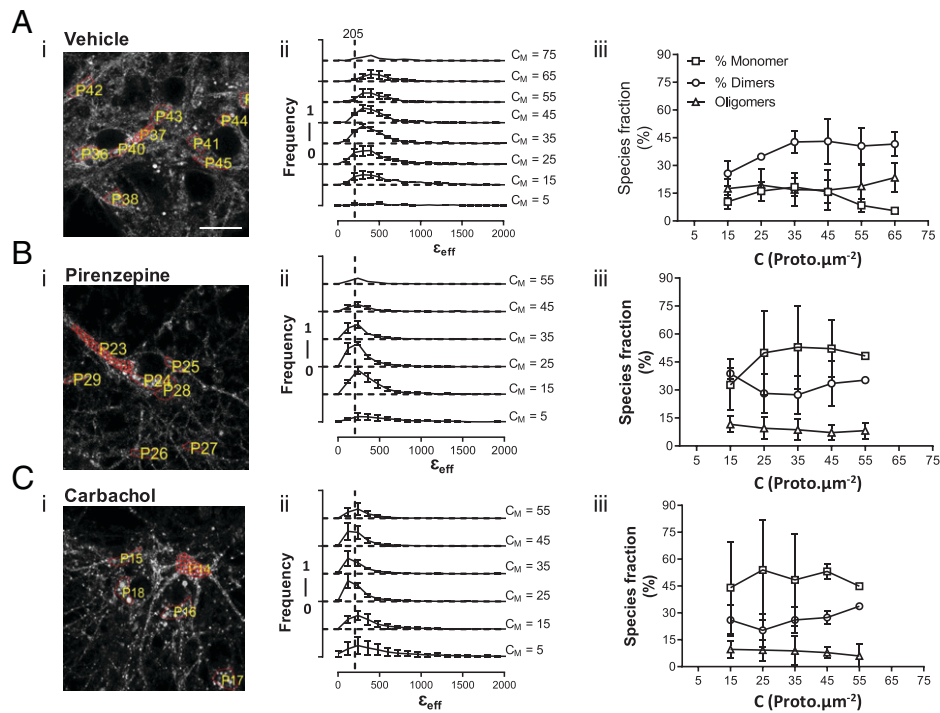 A
i
Vehicle
P42
P43
P44
P37
P36
P40
P41
P45
P38
ii
205
Frequency
1
0
C_M = 75
C_M = 65
C_M = 55
C_M = 45
C_M = 35
C_M = 25
C_M = 15
C_M = 5
0 500 1000 1500 2000
ε_eff
iii
% Monomer
% Dimers
Oligomers
Species fraction
(%)
90
75
60
45
30
15
0
5 15 25 35 45 55 65 75
C (Proto.µm⁻²)
B
i
Pirenzepine
P23
P25
P29
P24
P28
P26
P27
ii
Frequency
1
0
C_M = 55
C_M = 45
C_M = 35
C_M = 25
C_M = 15
C_M = 5
0 400 800 1200 1600 2000
ε_eff
iii
Species fraction
(%)
90
75
60
45
30
15
0
5 15 25 35 45 55 65 75
C (Proto.µm⁻²)
C
i
Carbachol
P15
P18
P16
P17
ii
Frequency
1
0
C_M = 55
C_M = 45
C_M = 35
C_M = 25
C_M = 15
C_M = 5
0 400 800 1200 1600 2000
ε_eff
iii
Species fraction
(%)
90
75
60
45
30
15
0
5 15 25 35 45 55 65 75
C (Proto.µm⁻²)